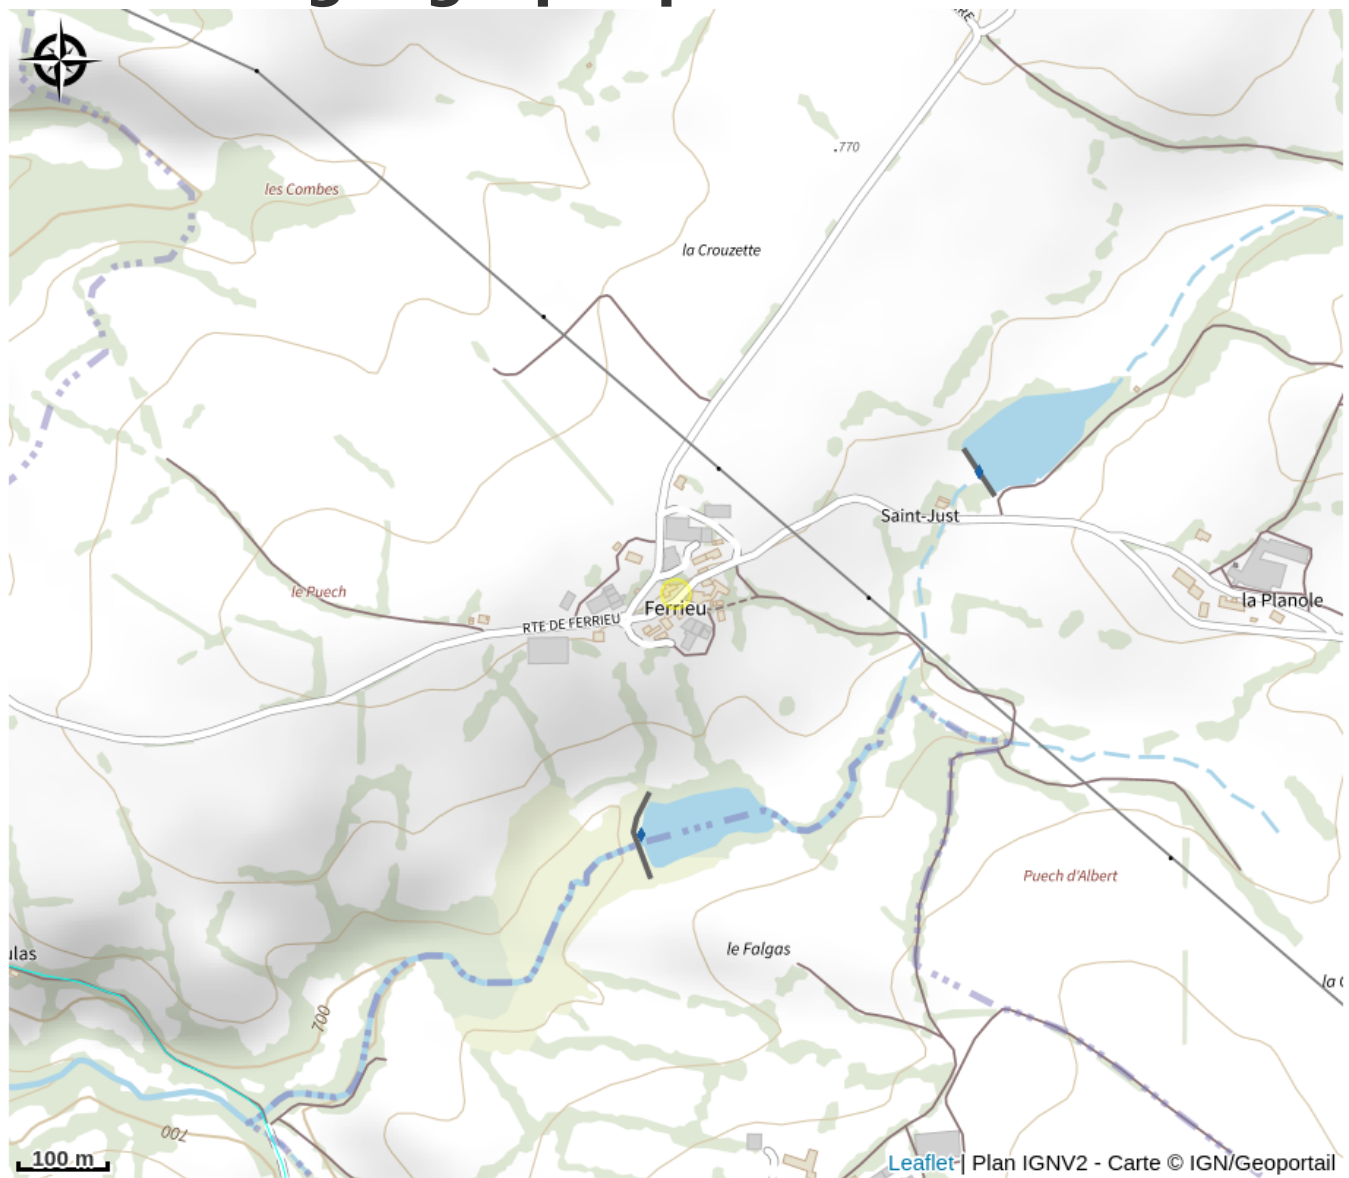 770
les Combes
la Crouzette
Saint-Just
le Puech
la Planole
Ferrieu
RTE DE FERRIEU
Puech d'Albert
le Falgas
ulas
700
700
100 m
Leaflet | Plan IGNV2 - Carte © IGN/Geoportail